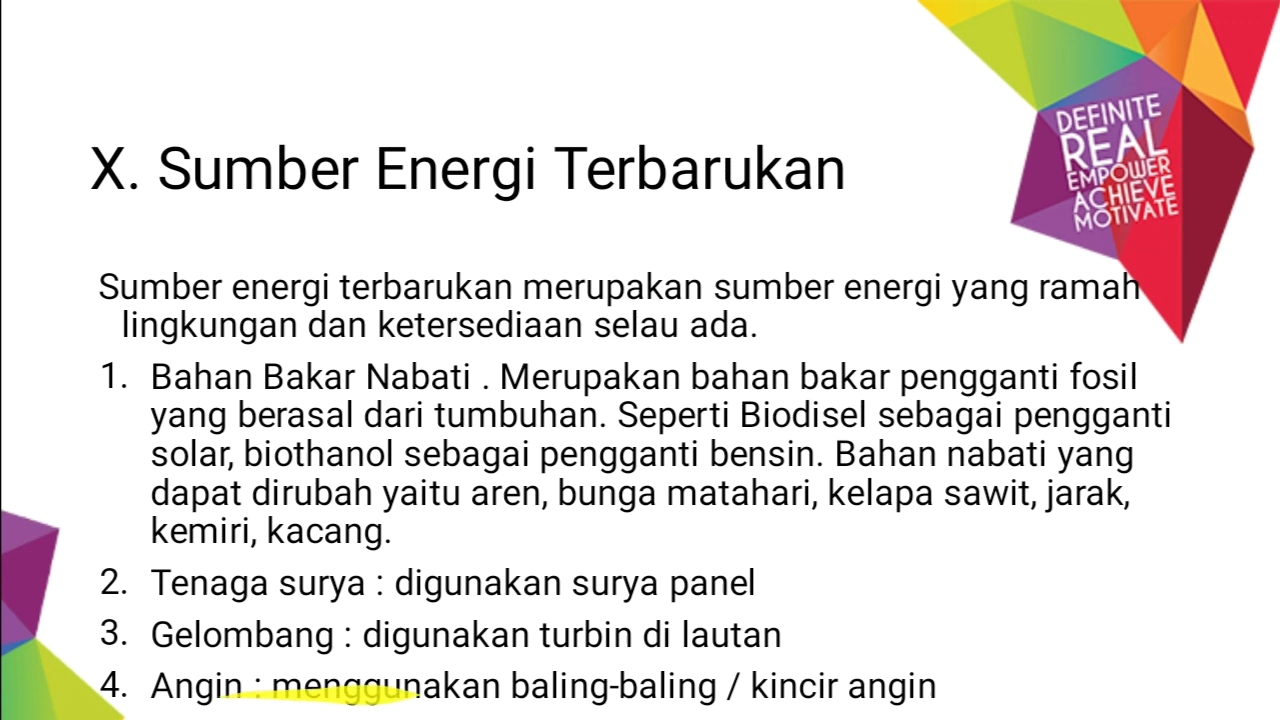 DEFINITE
REAL
EMPOWER
ACHIEVE
MOTIVATE
X. Sumber Energi Terbarukan
Sumber energi terbarukan merupakan sumber energi yang ramah
lingkungan dan ketersediaan selau ada.
1. Bahan Bakar Nabati . Merupakan bahan bakar pengganti fosil
yang berasal dari tumbuhan. Seperti Biodisel sebagai pengganti
solar, biothanol sebagai pengganti bensin. Bahan nabati yang
dapat dirubah yaitu aren, bunga matahari, kelapa sawit, jarak,
kemiri, kacang.
2. Tenaga surya : digunakan surya panel
3. Gelombang : digunakan turbin di lautan
4. Angin : menggunakan baling-baling / kincir angin